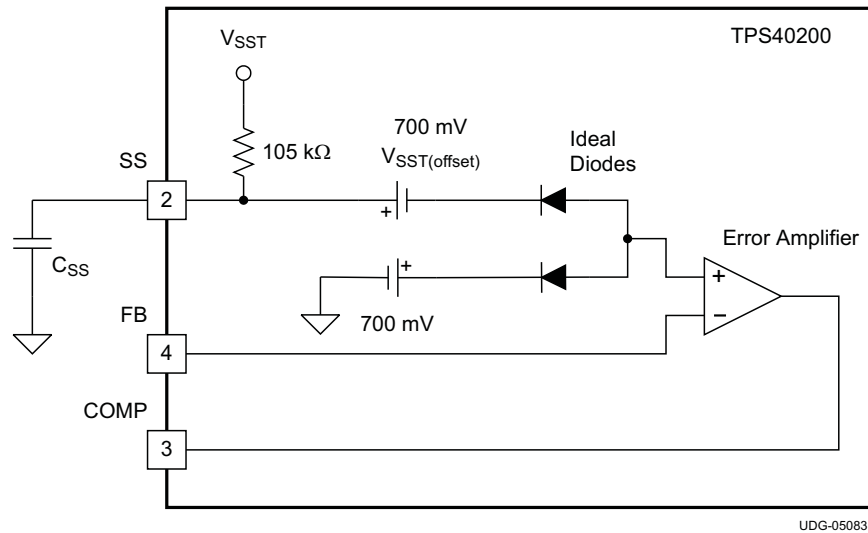 TPS40200
V_SST
105 kΩ
700 mV
V_SST(offset)
Ideal
Diodes
SS
2
+
C_SS
+
700 mV
Error Amplifier
+
−
FB
4
COMP
3
UDG-05083